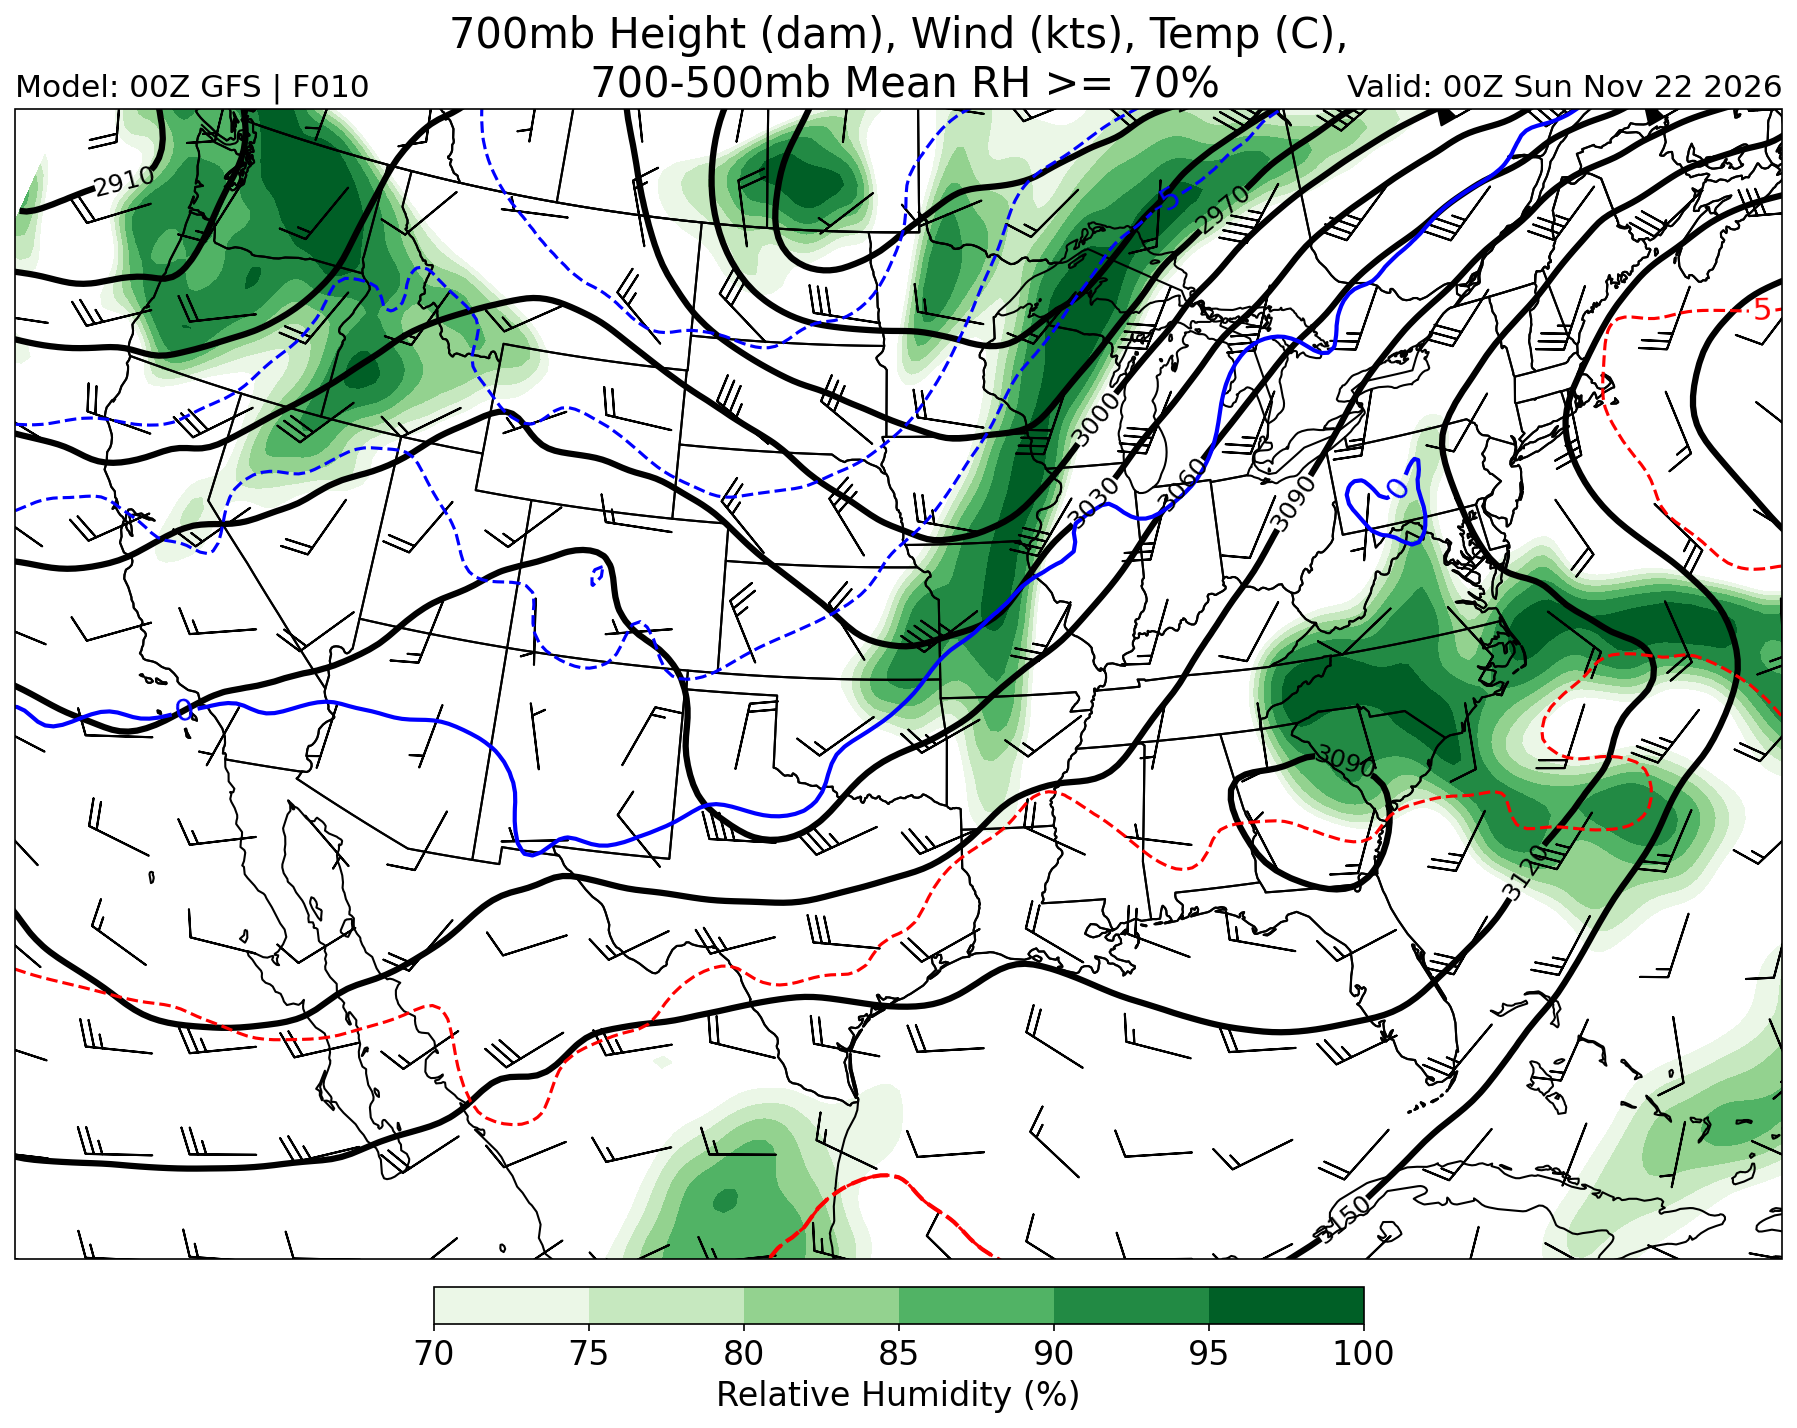 700mb Height (dam), Wind (kts), Temp (C),
700-500mb Mean RH >= 70%
Model: 00Z GFS | F010
Valid: 00Z Sun Nov 22 2026
2910
-5
2970
5
3000
3030
3060
3090
0
0
3090
3120
3150
70 75 80 85 90 95 100
Relative Humidity (%)